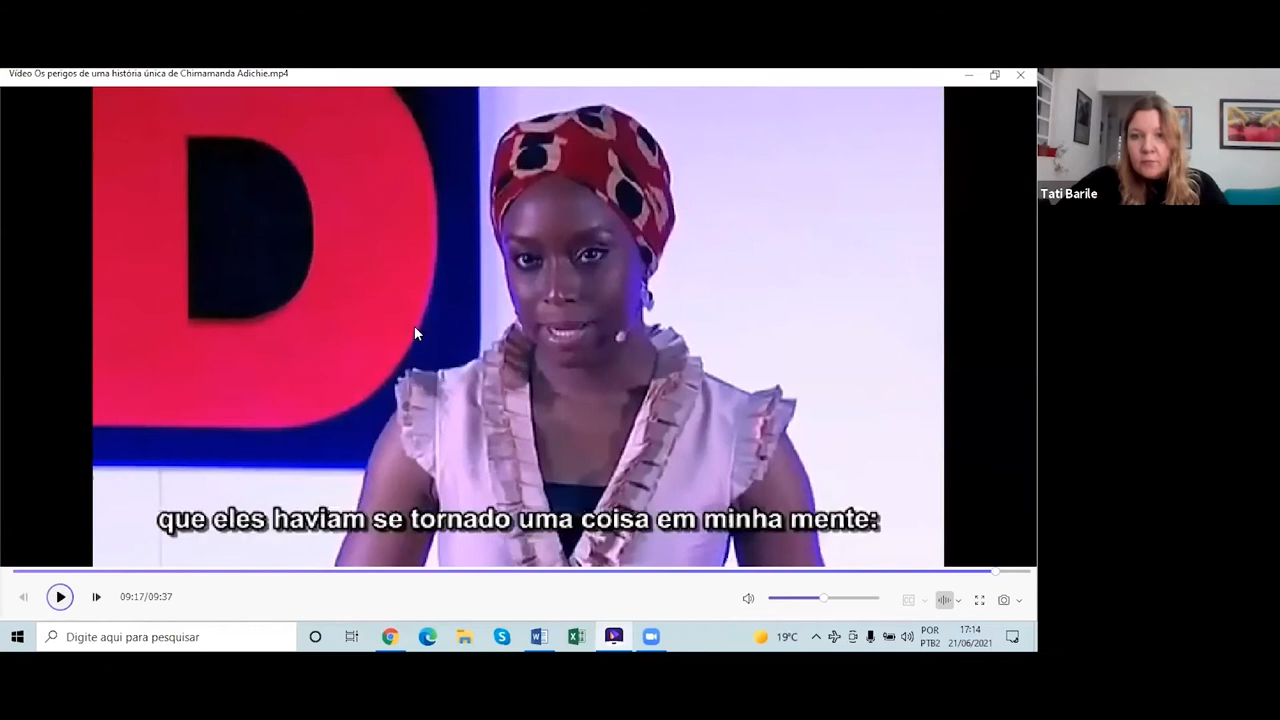 Vídeo Os perigos de uma história única de Chimamanda Adichie.mp4
Tati Barile
D
que eles haviam se tornado uma coisa em minha mente:
09:17/09:37
CC
Digite aqui para pesquisar
19°C
POR
PTB2
17:14
21/06/2021